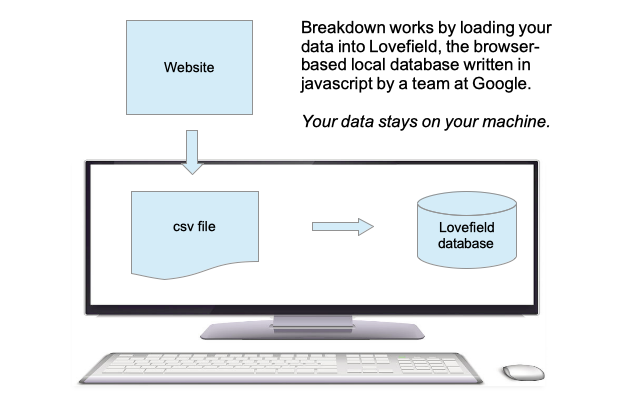 Website
Breakdown works by loading your
data into Lovefield, the browser-
based local database written in
javascript by a team at Google.
Your data stays on your machine.
csv file
Lovefield
database